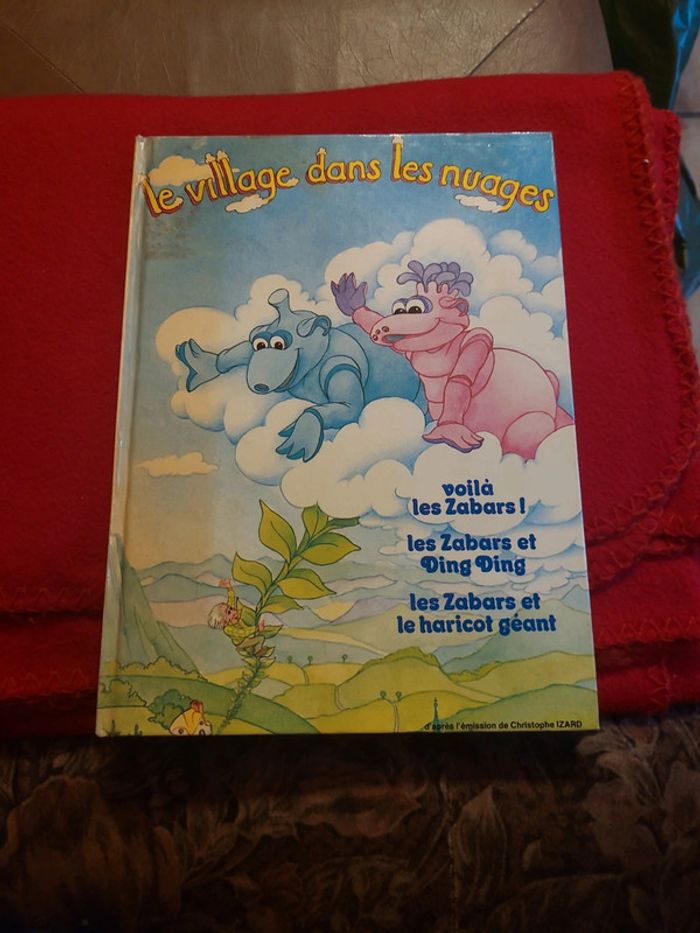 le village dans les nuages
voilà
les Zabars !
les Zabars et
Ding Ding
les Zabars et
le haricot géant
d'après l'émission de Christophe IZARD